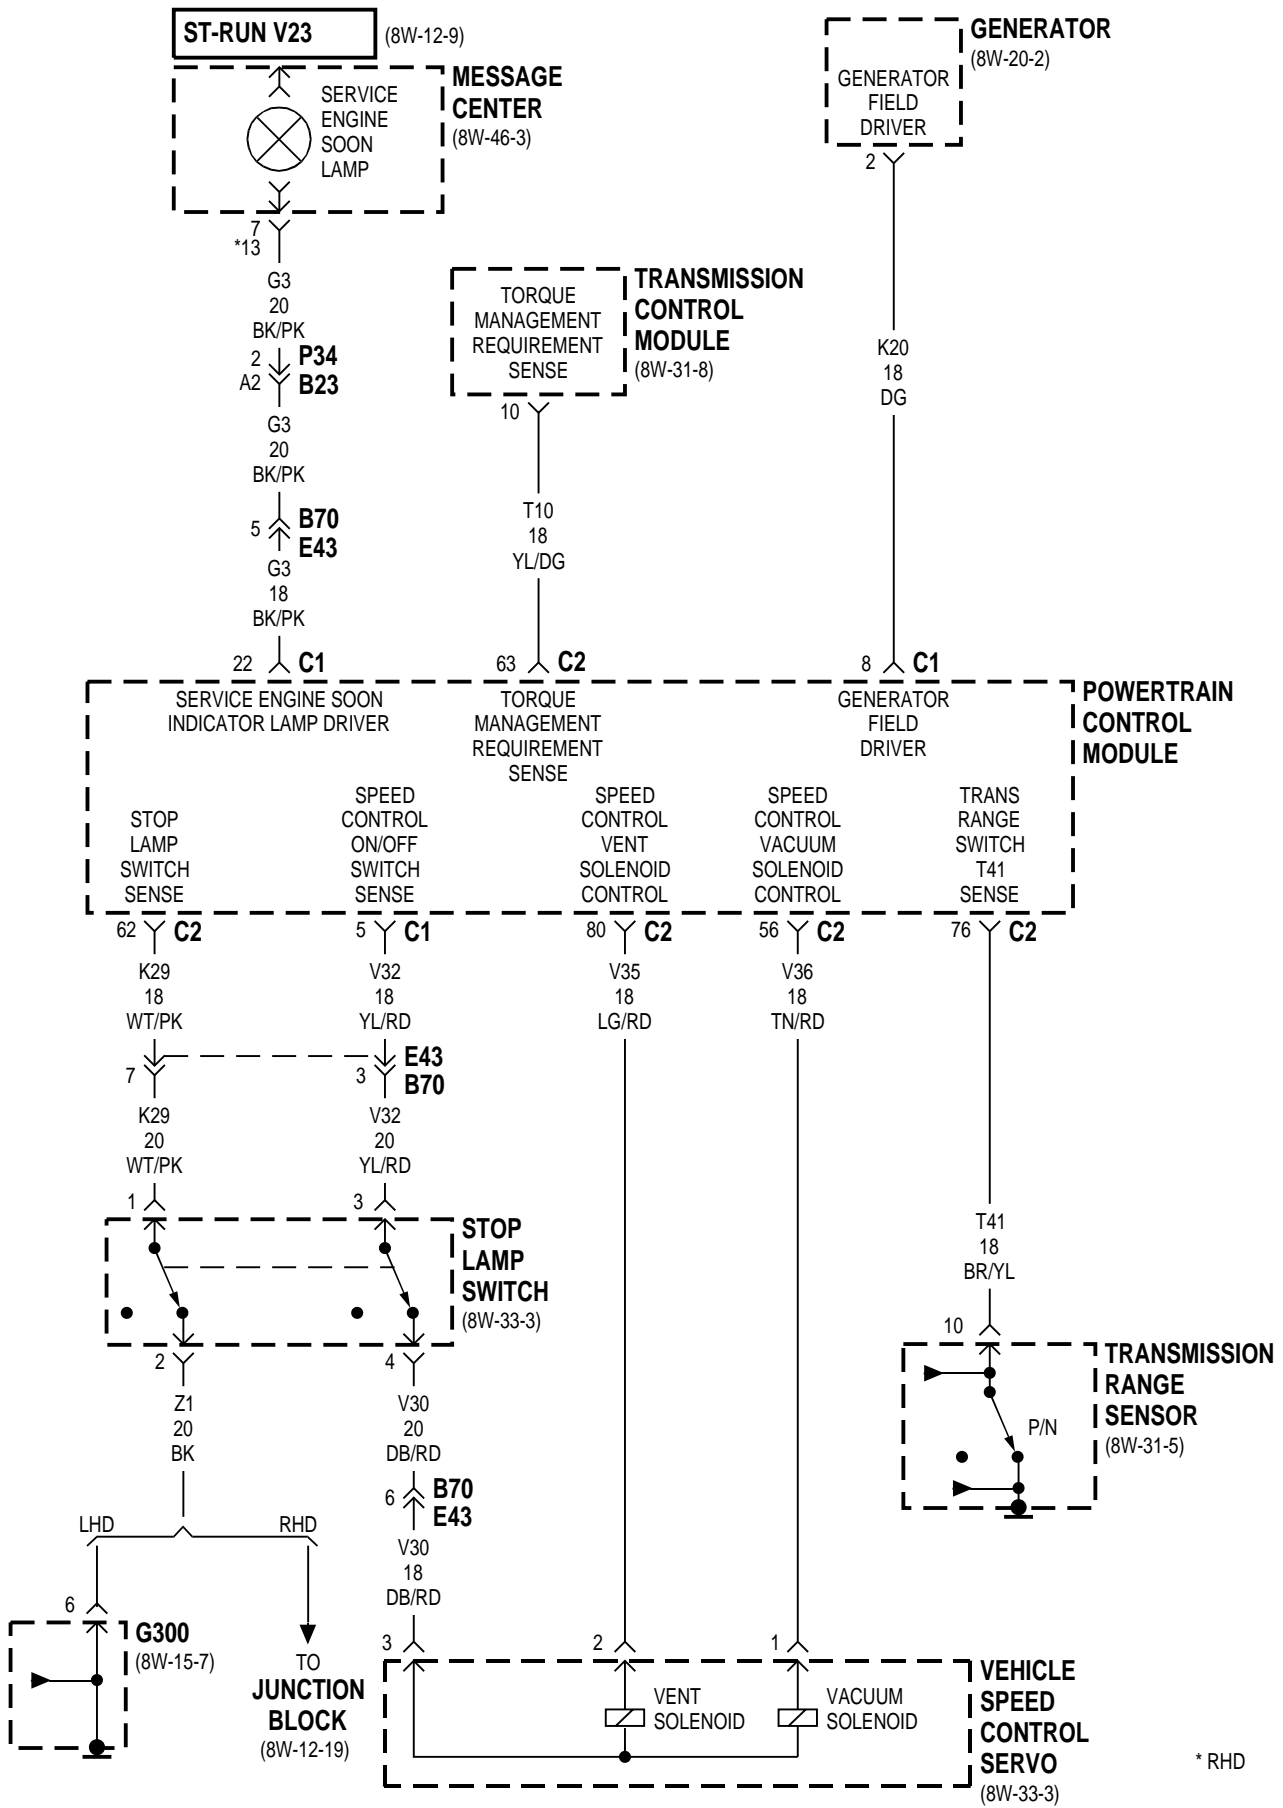 ST-RUN V23
(8W-12-9)
MESSAGE
CENTER
(8W-46-3)
SERVICE
ENGINE
SOON
LAMP
7
*13
G3
20
BK/PK
2
P34
A2
B23
G3
20
BK/PK
5
B70
E43
G3
18
BK/PK
22
C1
TRANSMISSION
CONTROL
MODULE
(8W-31-8)
TORQUE
MANAGEMENT
REQUIREMENT
SENSE
10
T10
18
YL/DG
63
C2
GENERATOR
(8W-20-2)
GENERATOR
FIELD
DRIVER
2
K20
18
DG
8
C1
POWERTRAIN
CONTROL
MODULE
SERVICE ENGINE SOON
INDICATOR LAMP DRIVER
TORQUE
MANAGEMENT
REQUIREMENT
SENSE
GENERATOR
FIELD
DRIVER
STOP
LAMP
SWITCH
SENSE
SPEED
CONTROL
ON/OFF
SWITCH
SENSE
SPEED
CONTROL
VENT
SOLENOID
CONTROL
SPEED
CONTROL
VACUUM
SOLENOID
CONTROL
TRANS
RANGE
SWITCH
T41
SENSE
62
C2
5
C1
80
C2
56
C2
76
C2
K29
18
WT/PK
V32
18
YL/RD
V35
18
LG/RD
V36
18
TN/RD
7
3
E43
B70
K29
20
WT/PK
V32
20
YL/RD
1
3
STOP
LAMP
SWITCH
(8W-33-3)
2
4
Z1
20
BK
V30
20
DB/RD
6
B70
E43
V30
18
DB/RD
T41
18
BR/YL
10
TRANSMISSION
RANGE
SENSOR
(8W-31-5)
P/N
LHD
RHD
6
G300
(8W-15-7)
TO
JUNCTION
BLOCK
(8W-12-19)
3
2
1
VEHICLE
SPEED
CONTROL
SERVO
(8W-33-3)
VENT
SOLENOID
VACUUM
SOLENOID
* RHD